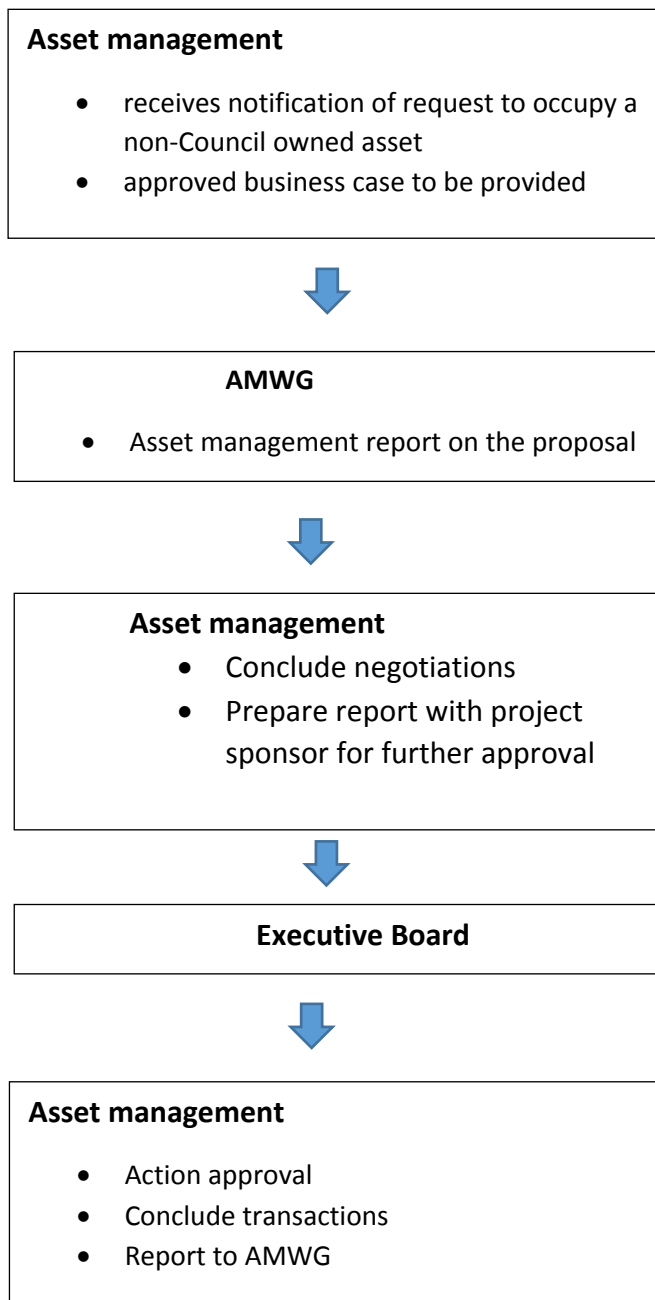 Asset management
• receives notification of request to occupy a
non-Council owned asset
• approved business case to be provided
AMWG
• Asset management report on the proposal
Asset management
• Conclude negotiations
• Prepare report with project
sponsor for further approval
Executive Board
Asset management
• Action approval
• Conclude transactions
• Report to AMWG